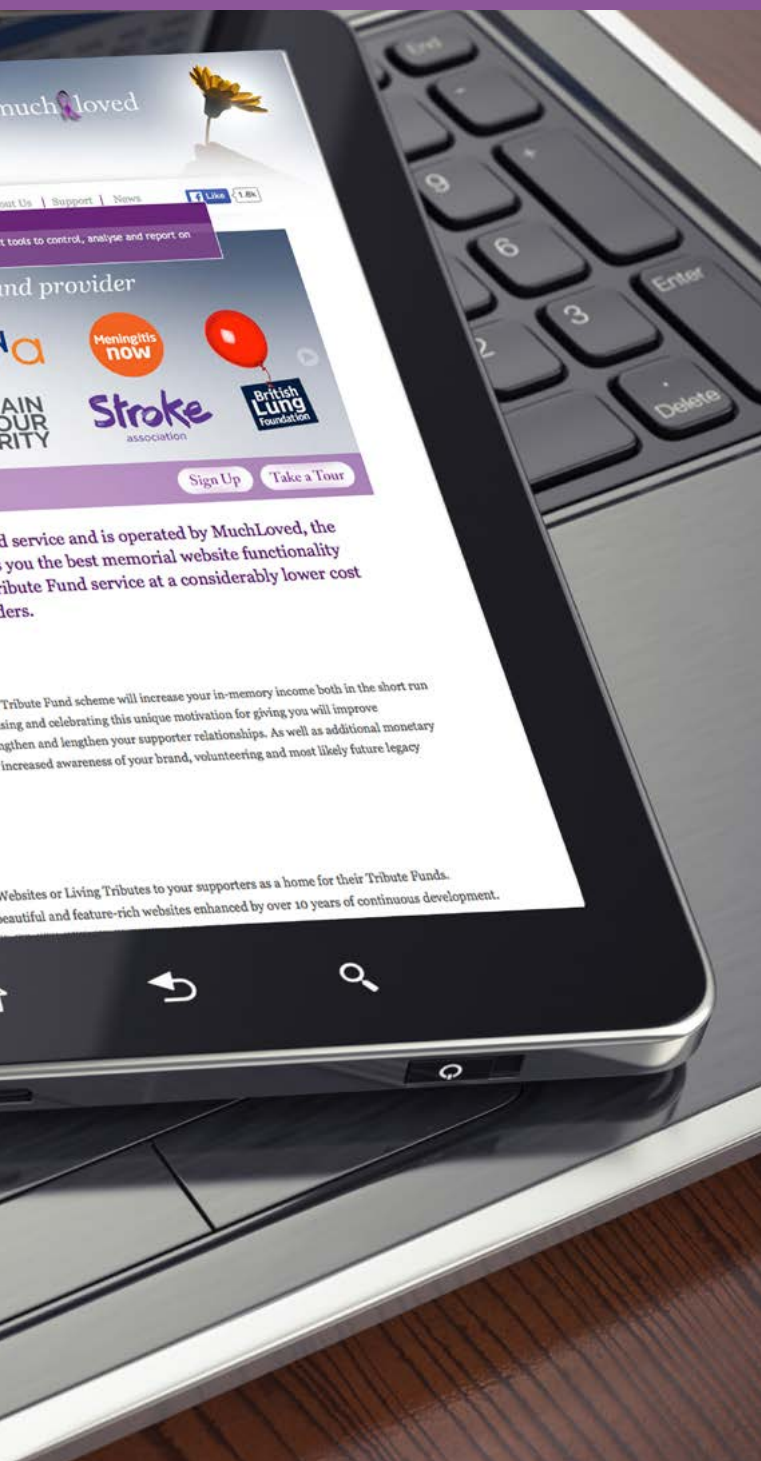 much loved
out Us | Support | News
Like 1.8k
t tools to control, analyse and report on
nd provider
a
Meningitis now
AIN
OUR
RITY
Stroke association
British Lung Foundation
Sign Up Take a Tour
d service and is operated by MuchLoved, the
s you the best memorial website functionality
ribute Fund service at a considerably lower cost
ders.
Tribute Fund scheme will increase your in-memory income both in the short run
sing and celebrating this unique motivation for giving you will improve
ngthen and lengthen your supporter relationships. As well as additional monetary
increased awareness of your brand, volunteering and most likely future legacy
Websites or Living Tributes to your supporters as a home for their Tribute Funds.
beautiful and feature-rich websites enhanced by over 10 years of continuous development.
End
-
9
+
6
3
Enter
2
.
Delete